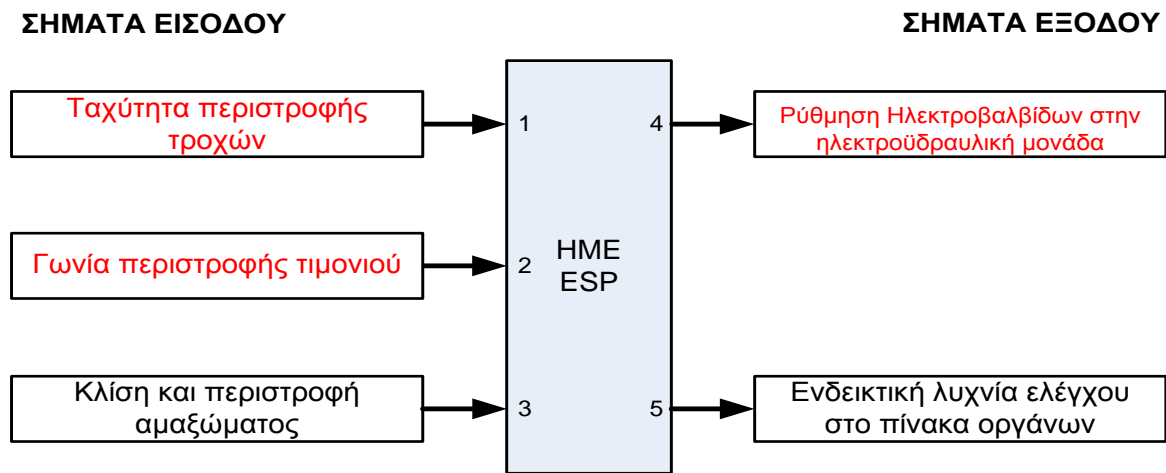 ΣΗΜΑΤΑ ΕΙΣΟΔΟΥ
ΣΗΜΑΤΑ ΕΞΟΔΟΥ
Ταχύτητα περιστροφής
τροχών
1
4
Ρύθμηση Ηλεκτροβαλβίδων στην
ηλεκτροϋδραυλική μονάδα
Γωνία περιστροφής τιμονιού
2
ΗΜΕ
ESP
Κλίση και περιστροφή
αμαξώματος
3
5
Ενδεικτική λυχνία ελέγχου
στο πίνακα οργάνων